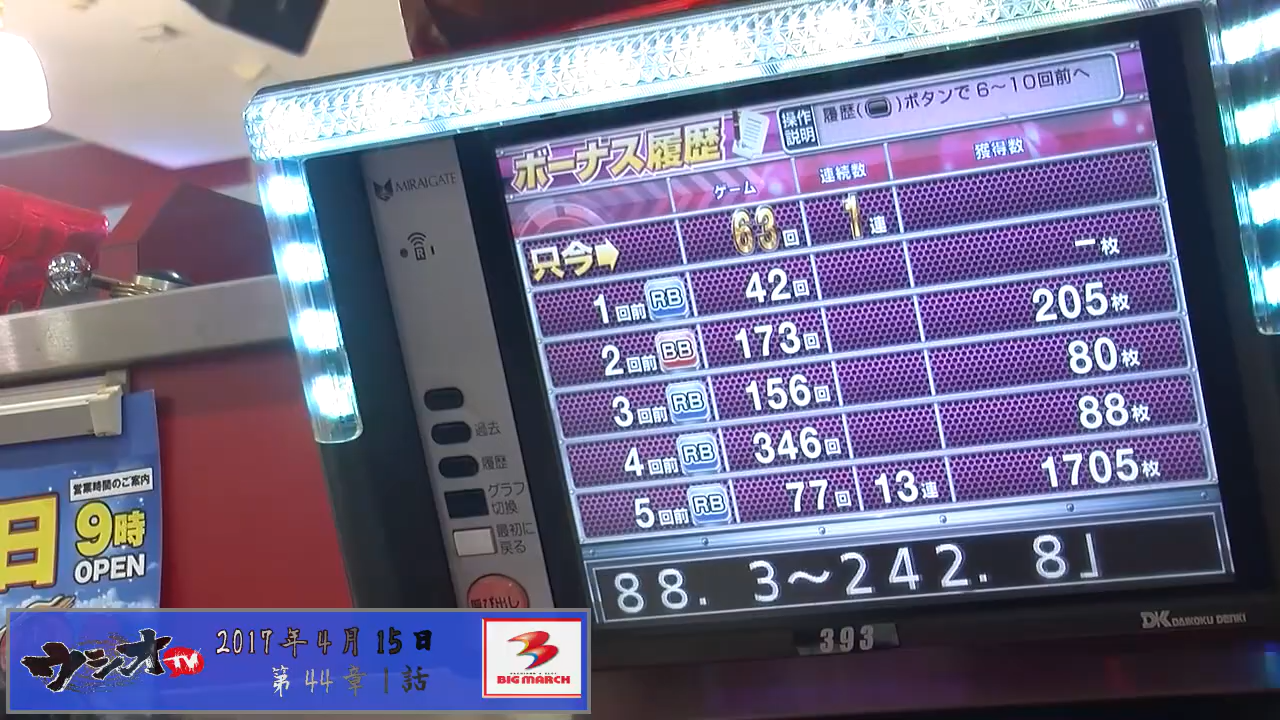 ボーナス履歴 操作説明 履歴( )ボタンで 6〜10回前へ
ゲーム 連続数 獲得数
只今 63回 1連
1回前 RB 42回 ー枚
2回前 BB 173回 205枚
3回前 RB 156回 80枚
4回前 RB 346回 88枚
5回前 RB 77回 13連 1705枚
88. 3〜242. 8」
MIRAIGATE
R
過去
履歴
グラフ切換
最初に戻る
呼び出し
393
DK DAIKOKU DENKI
営業時間のご案内
日 9時
OPEN
ウシオTV
2017年4月15日
第44章1話
BIG MARCH